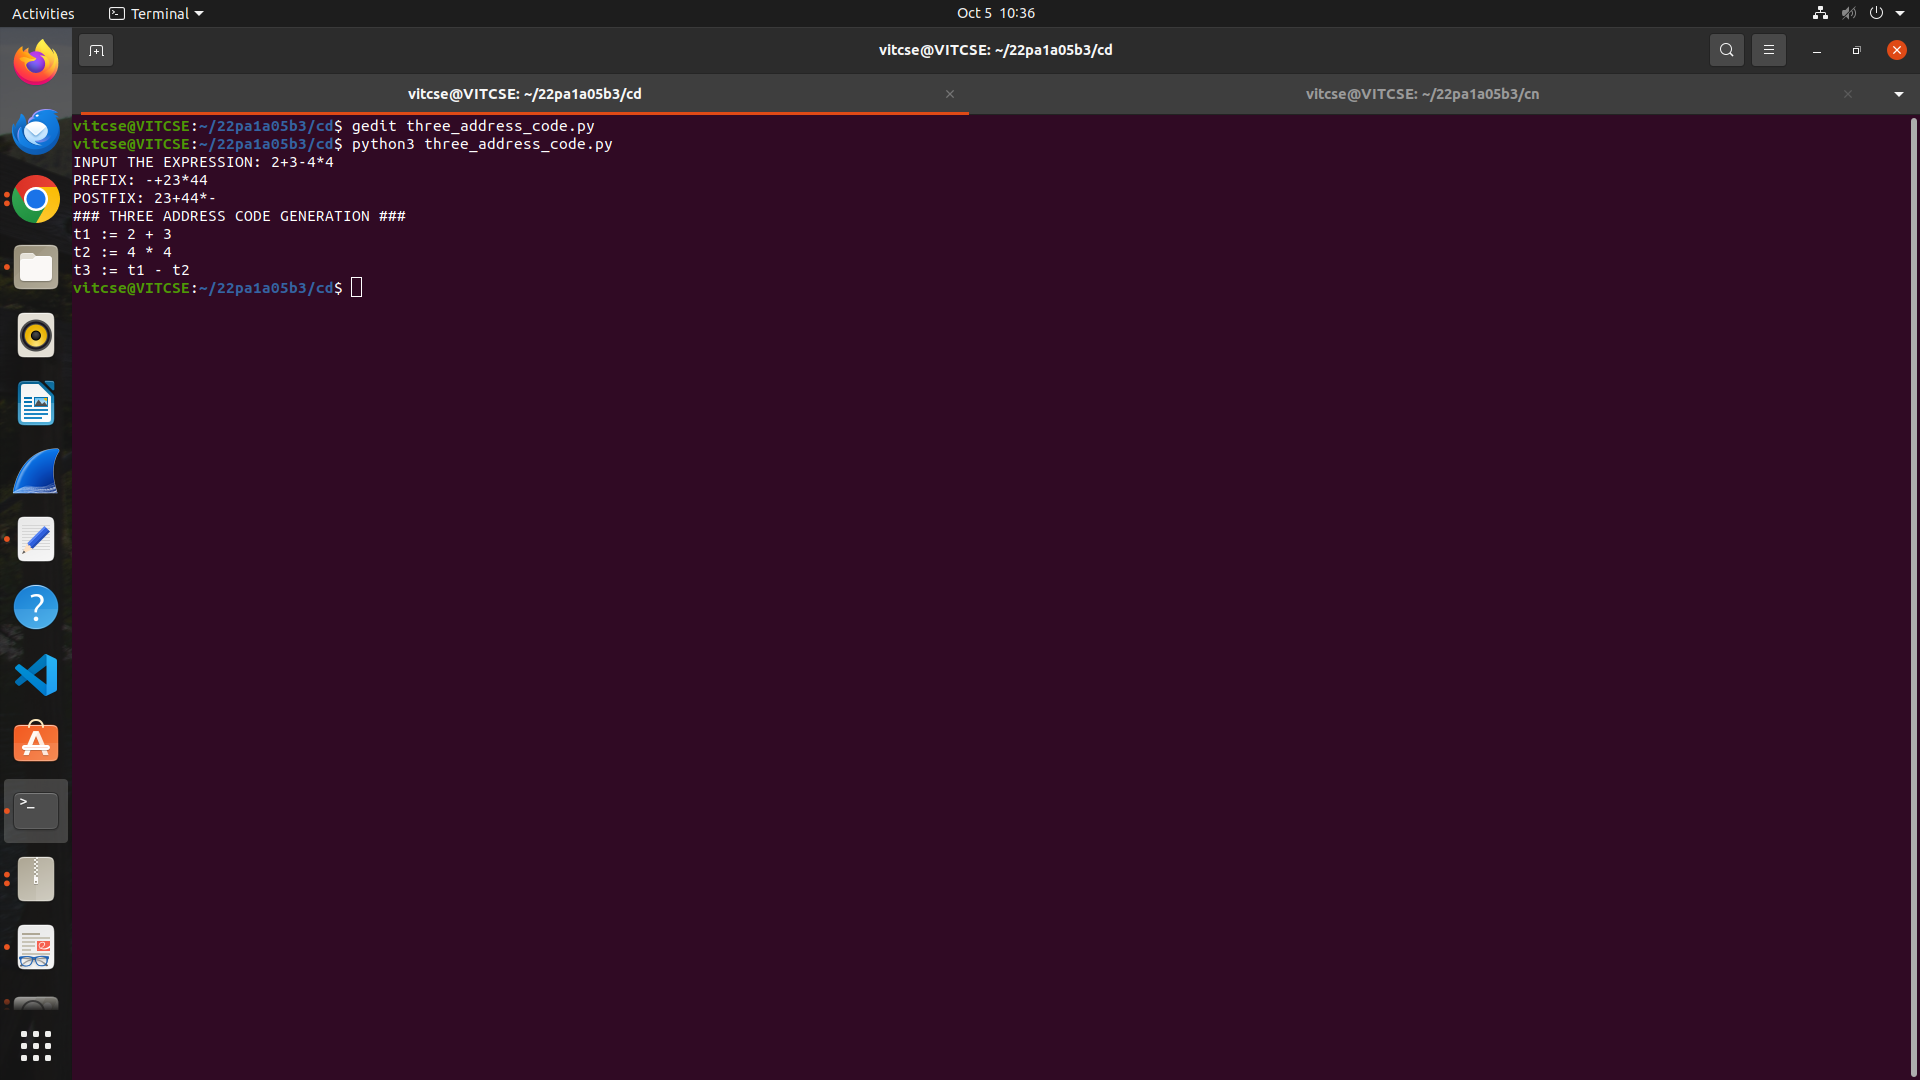 Activities
Terminal
Oct 5 10:36
vitcse@VITCSE: ~/22pa1a05b3/cd
vitcse@VITCSE: ~/22pa1a05b3/cd
vitcse@VITCSE: ~/22pa1a05b3/cn
vitcse@VITCSE:~/22pa1a05b3/cd$ gedit three_address_code.py
vitcse@VITCSE:~/22pa1a05b3/cd$ python3 three_address_code.py
INPUT THE EXPRESSION: 2+3-4*4
PREFIX: -+23*44
POSTFIX: 23+44*-
### THREE ADDRESS CODE GENERATION ###
t1 := 2 + 3
t2 := 4 * 4
t3 := t1 - t2
vitcse@VITCSE:~/22pa1a05b3/cd$